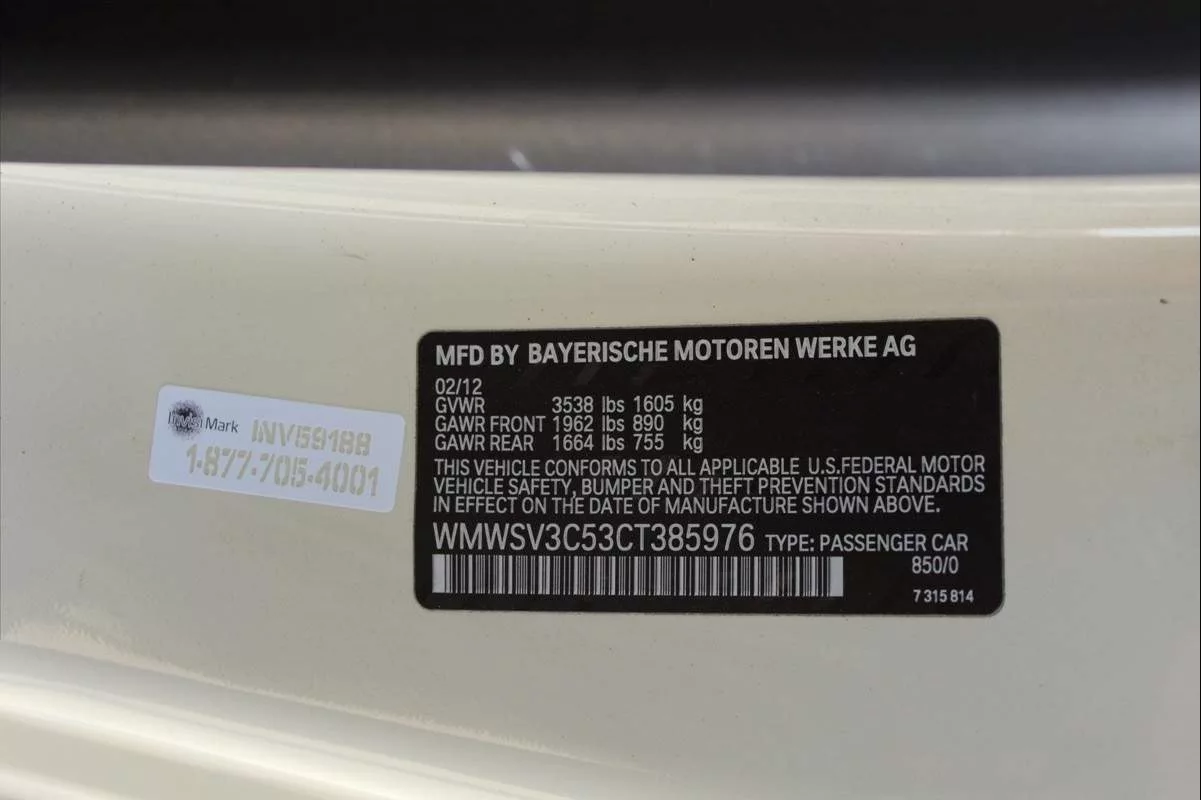 MFD BY BAYERISCHE MOTOREN WERKE AG
02/12
GVWR 3538 lbs 1605 kg
GAWR FRONT 1962 lbs 890 kg
GAWR REAR 1664 lbs 755 kg
THIS VEHICLE CONFORMS TO ALL APPLICABLE U.S.FEDERAL MOTOR
VEHICLE SAFETY, BUMPER AND THEFT PREVENTION STANDARDS
IN EFFECT ON THE DATE OF MANUFACTURE SHOWN ABOVE.
WMWSV3C53CT385976 TYPE: PASSENGER CAR
850/0
7 315 814
InvisiMark INV59188
1-877-705-4001